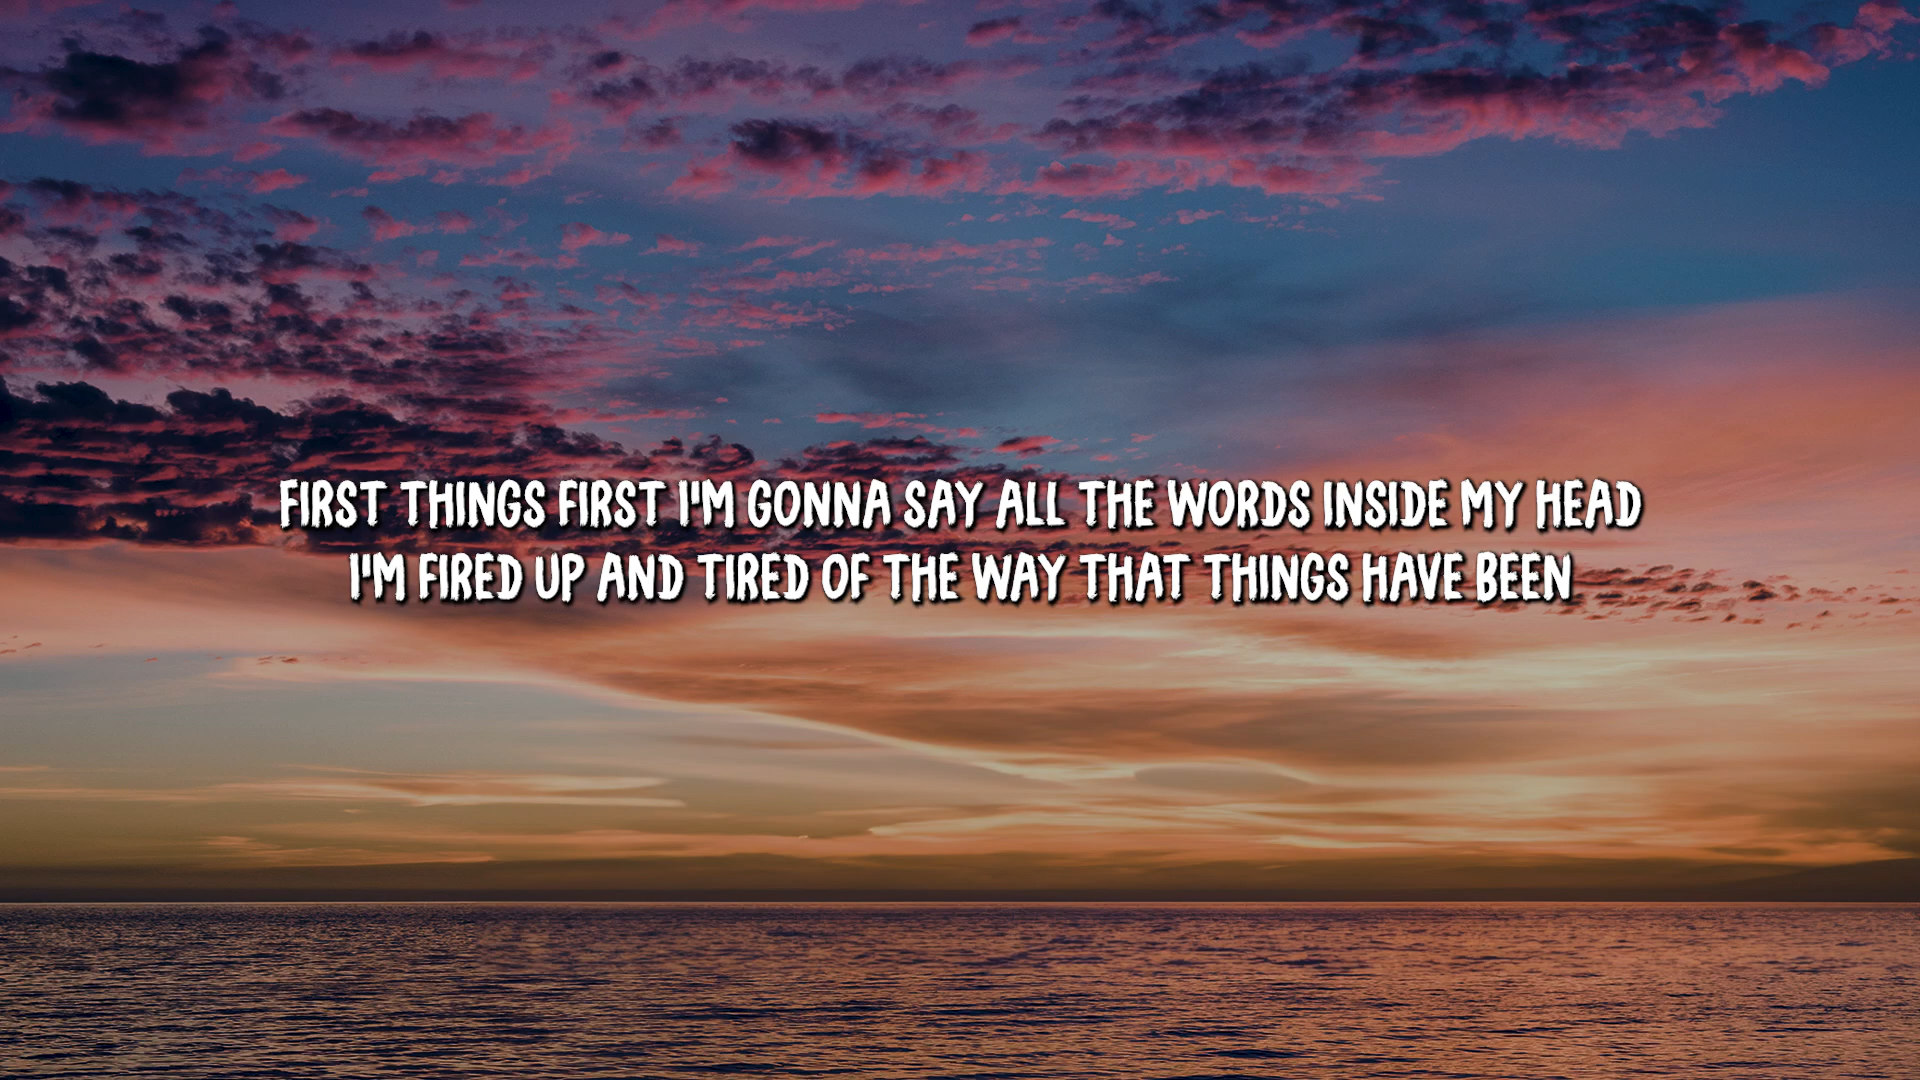 FIRST THINGS FIRST I'M GONNA SAY ALL THE WORDS INSIDE MY HEAD
I'M FIRED UP AND TIRED OF THE WAY THAT THINGS HAVE BEEN